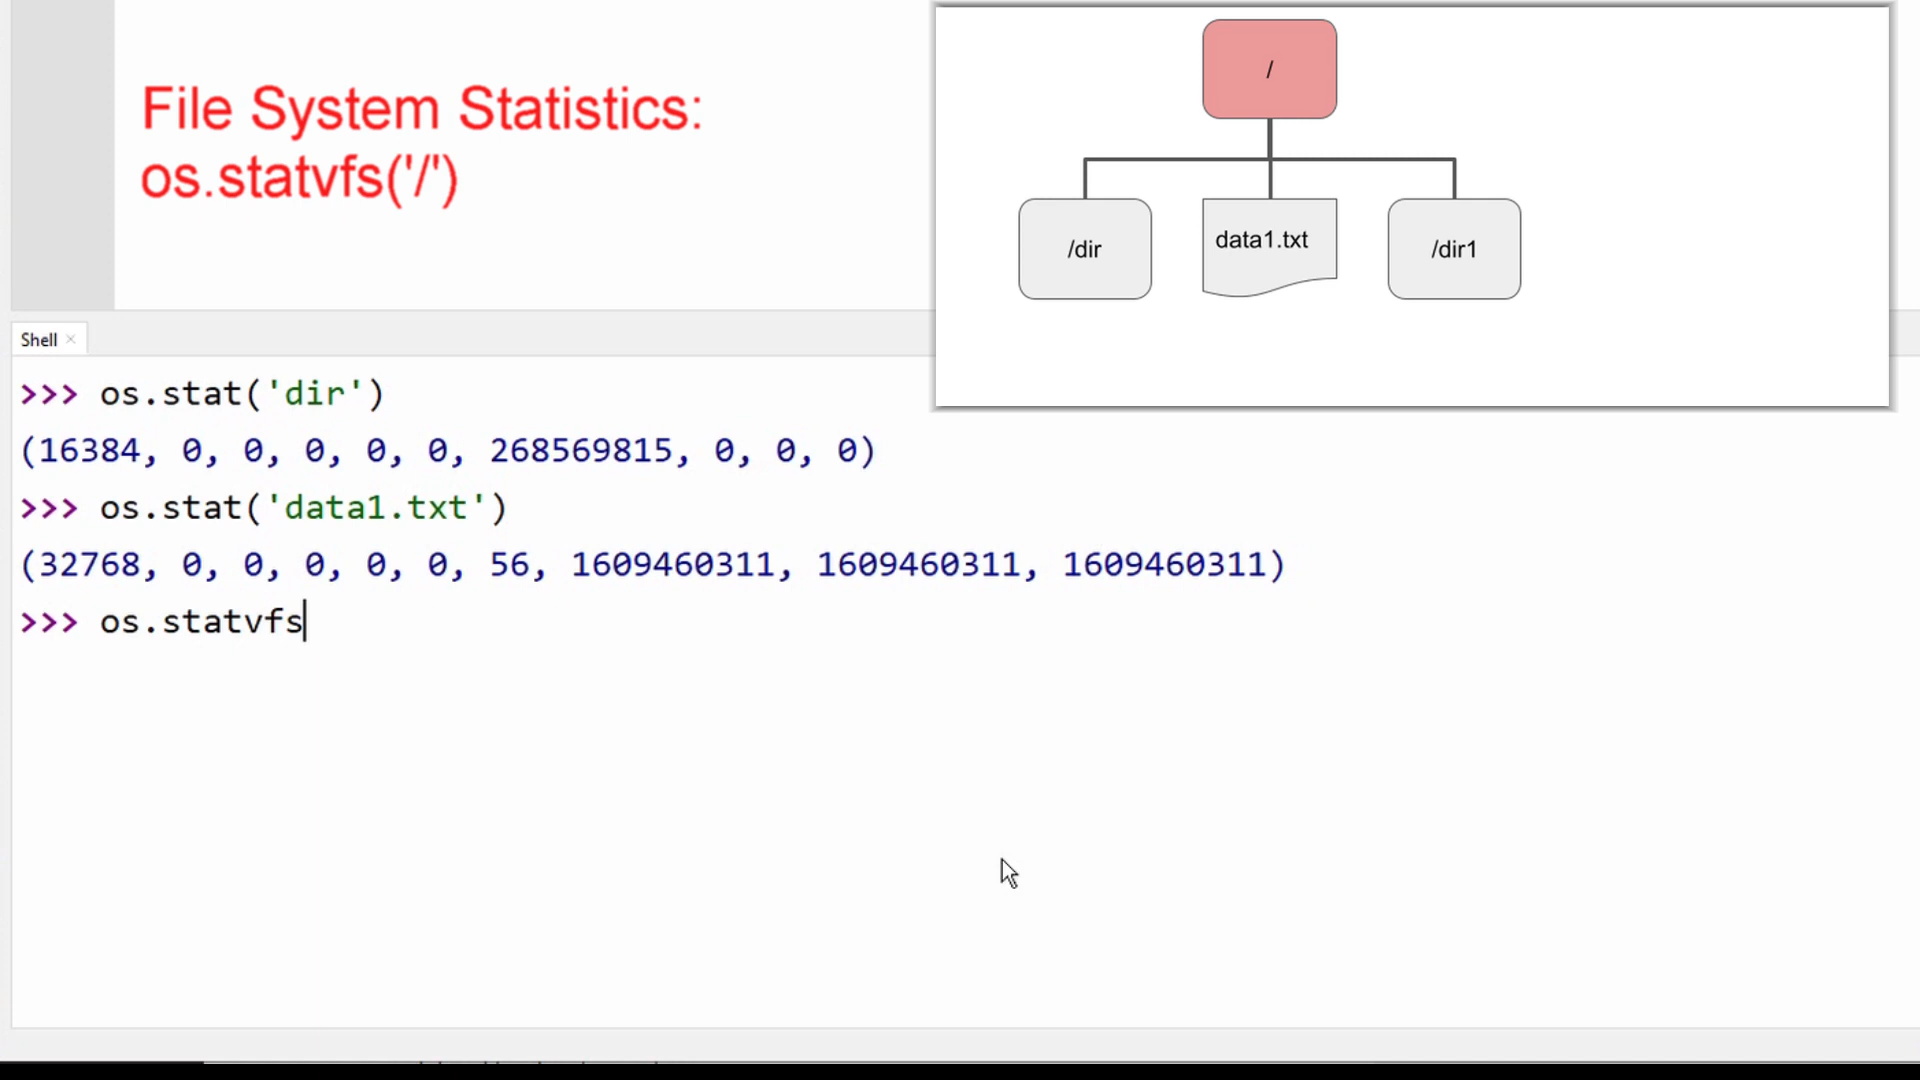 File System Statistics:
os.statvfs('/')
/
/dir
data1.txt
/dir1
Shell ×
>>> os.stat('dir')
(16384, 0, 0, 0, 0, 0, 268569815, 0, 0, 0)
>>> os.stat('data1.txt')
(32768, 0, 0, 0, 0, 0, 56, 1609460311, 1609460311, 1609460311)
>>> os.statvfs